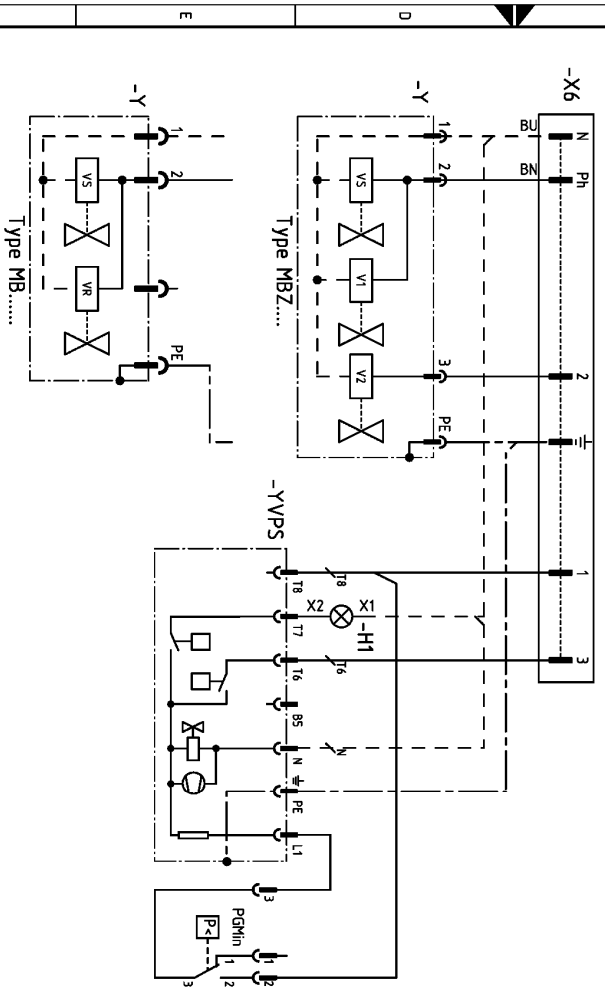 E
D
-X6
N
Ph
2
1
3
BU
BN
-Y
1
2
3
PE
VS
V1
V2
Type MBZ....
-Y
1
2
PE
VS
VR
Type MB......
-YVPS
T8
T7
T6
B5
N
PE
L1
T8
X2
X1
-H1
T6
N
3
PGMin
P<
1
1
2
2
3